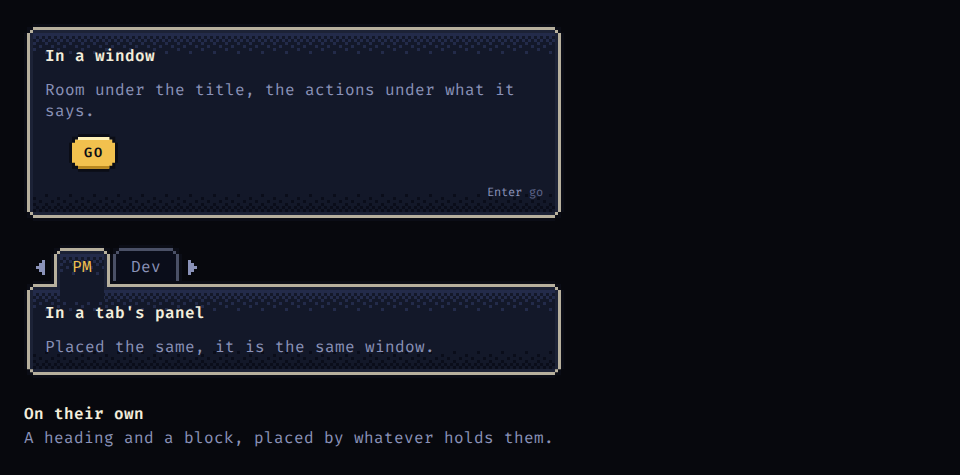 In a window
Room under the title, the actions under what it
says.
GO
Enter go
PM Dev
In a tab's panel
Placed the same, it is the same window.
On their own
A heading and a block, placed by whatever holds them.